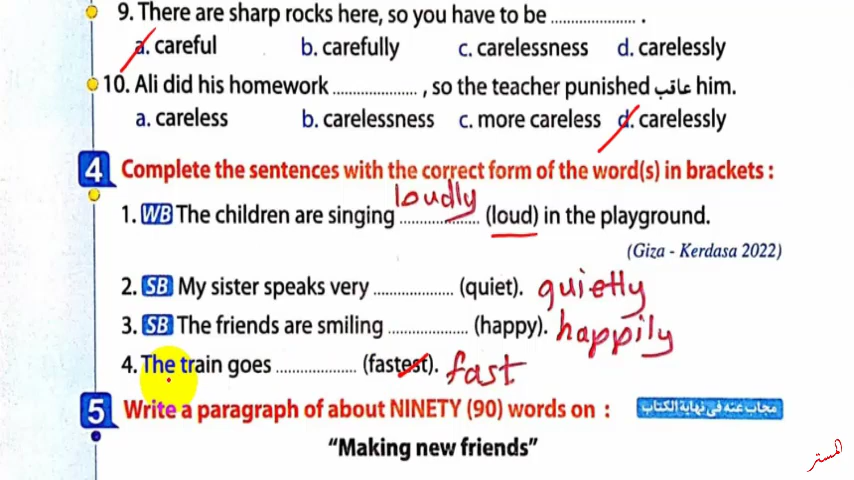 9. There are sharp rocks here, so you have to be ..................... .
a. careful b. carefully c. carelessness d. carelessly
10. Ali did his homework ..................... , so the teacher punished عاقب him.
a. careless b. carelessness c. more careless d. carelessly
4 Complete the sentences with the correct form of the word(s) in brackets :
loudly
1. WB The children are singing .................... (loud) in the playground.
(Giza - Kerdasa 2022)
2. SB My sister speaks very .................... (quiet). quietly
3. SB The friends are smiling .................... (happy). happily
4. The train goes .................... (fastest). fast
5 Write a paragraph of about NINETY (90) words on : مجاب عنه فى نهاية الكتاب
"Making new friends"
المستر